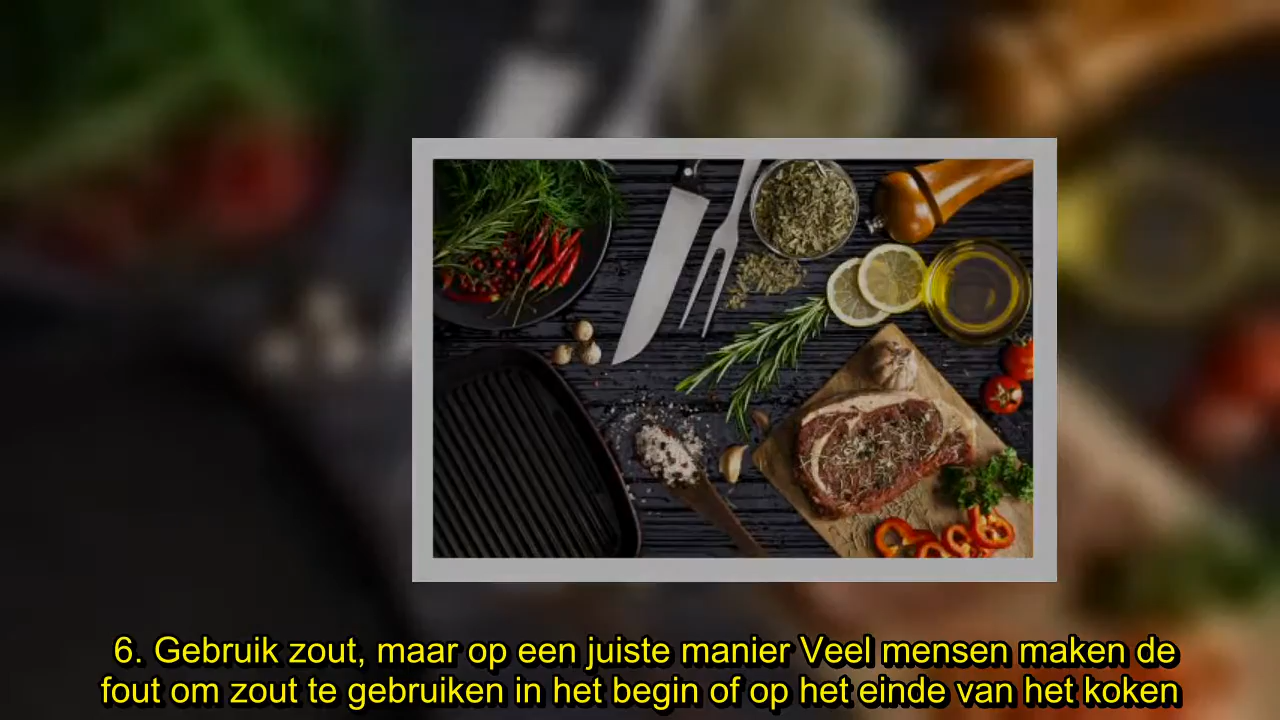 6. Gebruik zout, maar op een juiste manier Veel mensen maken de
fout om zout te gebruiken in het begin of op het einde van het koken